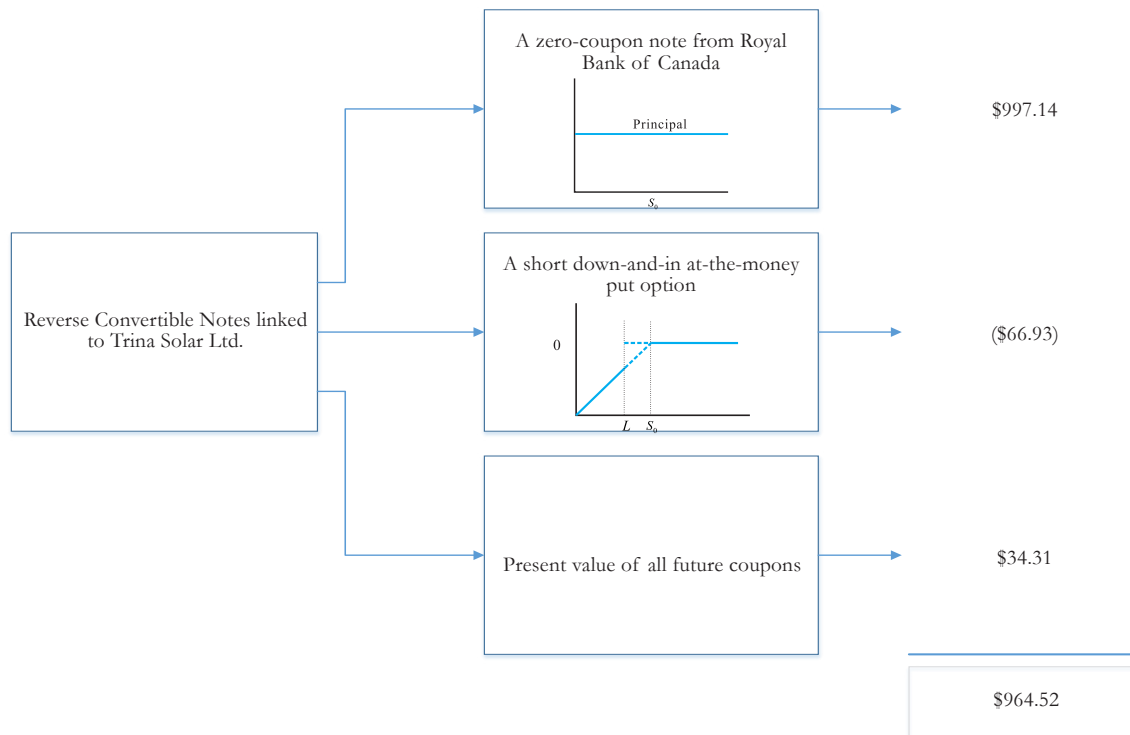 A zero-coupon note from Royal
Bank of Canada
Principal
S₀
$997.14
Reverse Convertible Notes linked
to Trina Solar Ltd.
A short down-and-in at-the-money
put option
0
L S₀
($66.93)
Present value of all future coupons
$34.31
$964.52